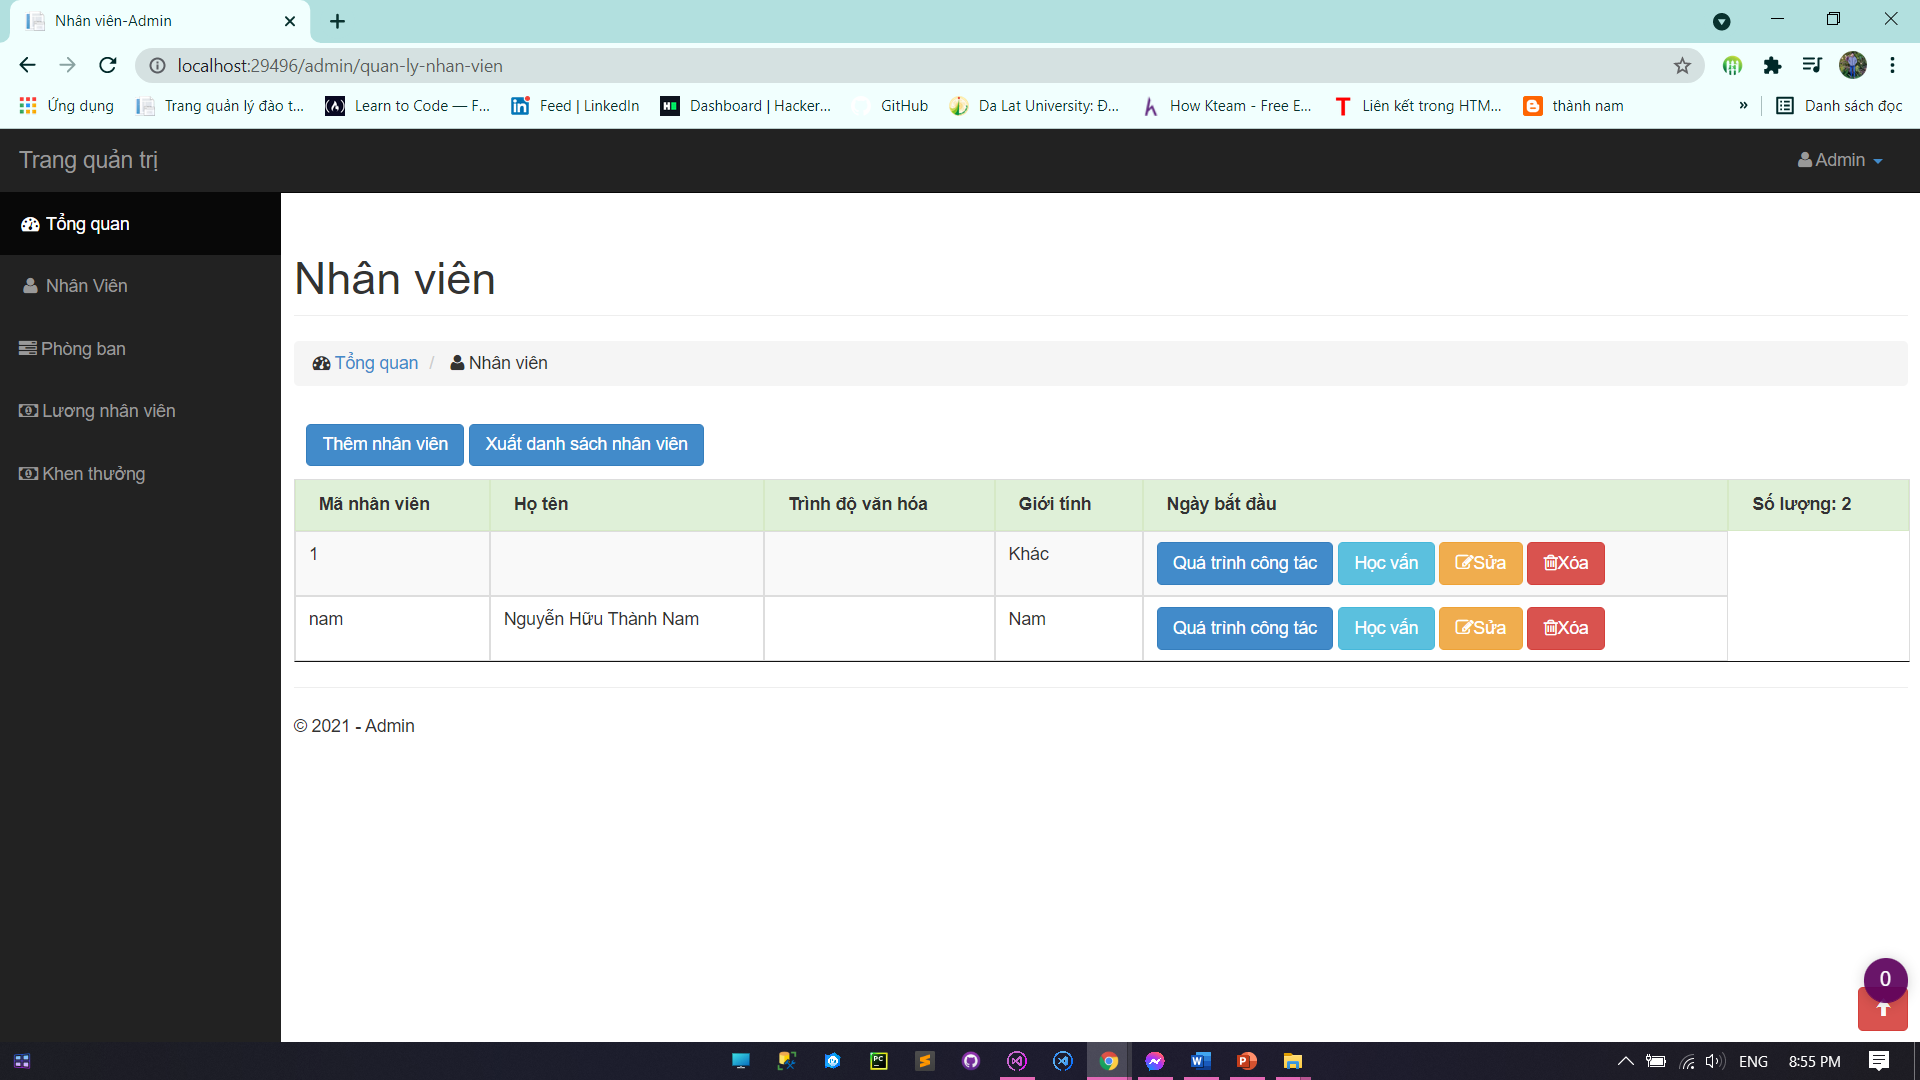 Nhân viên-Admin
localhost:29496/admin/quan-ly-nhan-vien
Ứng dụng Trang quản lý đào t... Learn to Code — F... Feed | LinkedIn Dashboard | Hacker... GitHub Da Lat University: Đ... How Kteam - Free E... Liên kết trong HTM... thành nam » Danh sách đọc
Trang quản trị Admin
Tổng quan
Nhân Viên
Phòng ban
Lương nhân viên
Khen thưởng
Nhân viên
Tổng quan / Nhân viên
Thêm nhân viên Xuất danh sách nhân viên
Mã nhân viên Họ tên Trình độ văn hóa Giới tính Ngày bắt đầu Số lượng: 2
1 Khác Quá trình công tác Học vấn Sửa Xóa
nam Nguyễn Hữu Thành Nam Nam Quá trình công tác Học vấn Sửa Xóa
© 2021 - Admin
0
ENG 8:55 PM